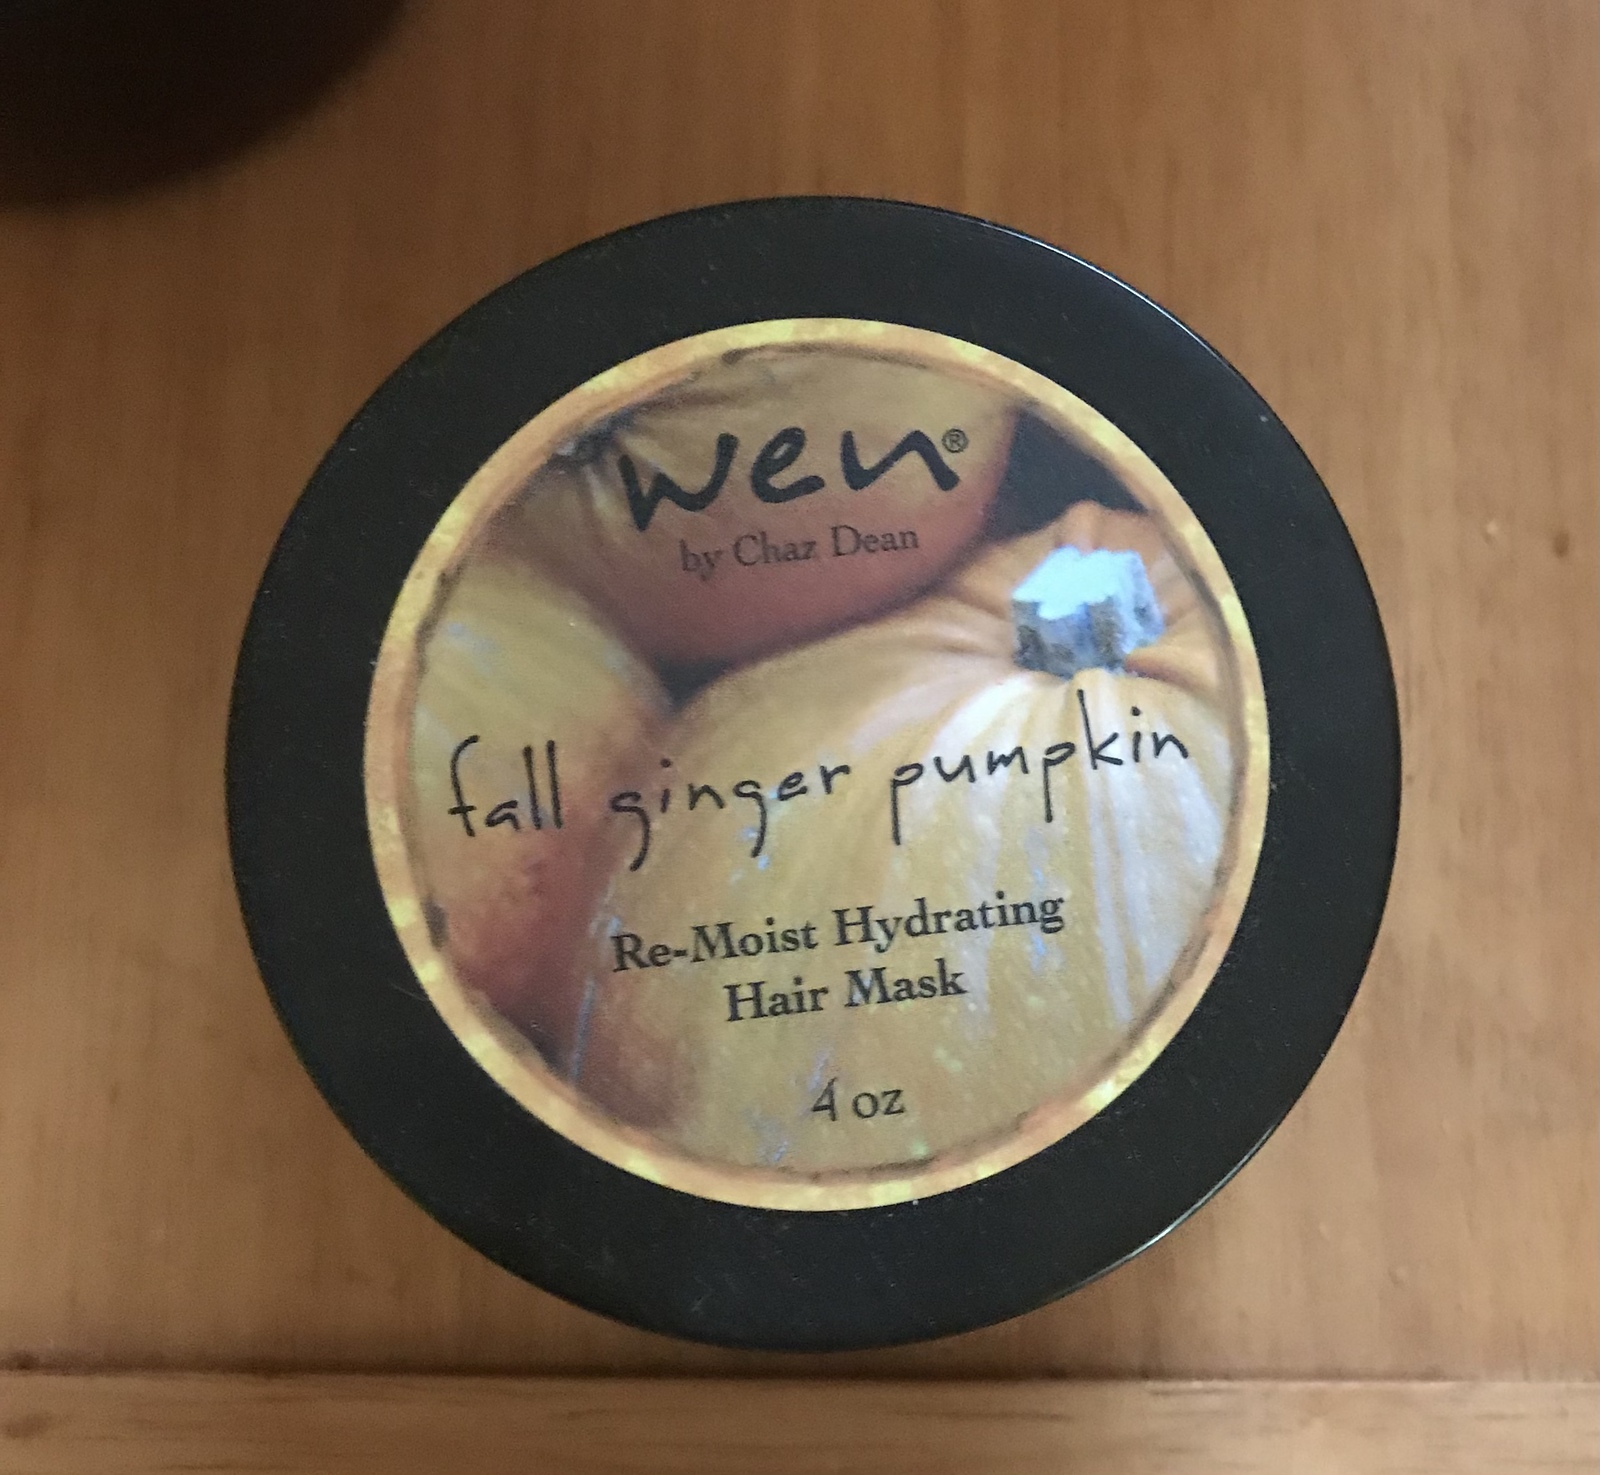 wen®
by Chaz Dean
fall ginger pumpkin
Re-Moist Hydrating
Hair Mask
4 oz